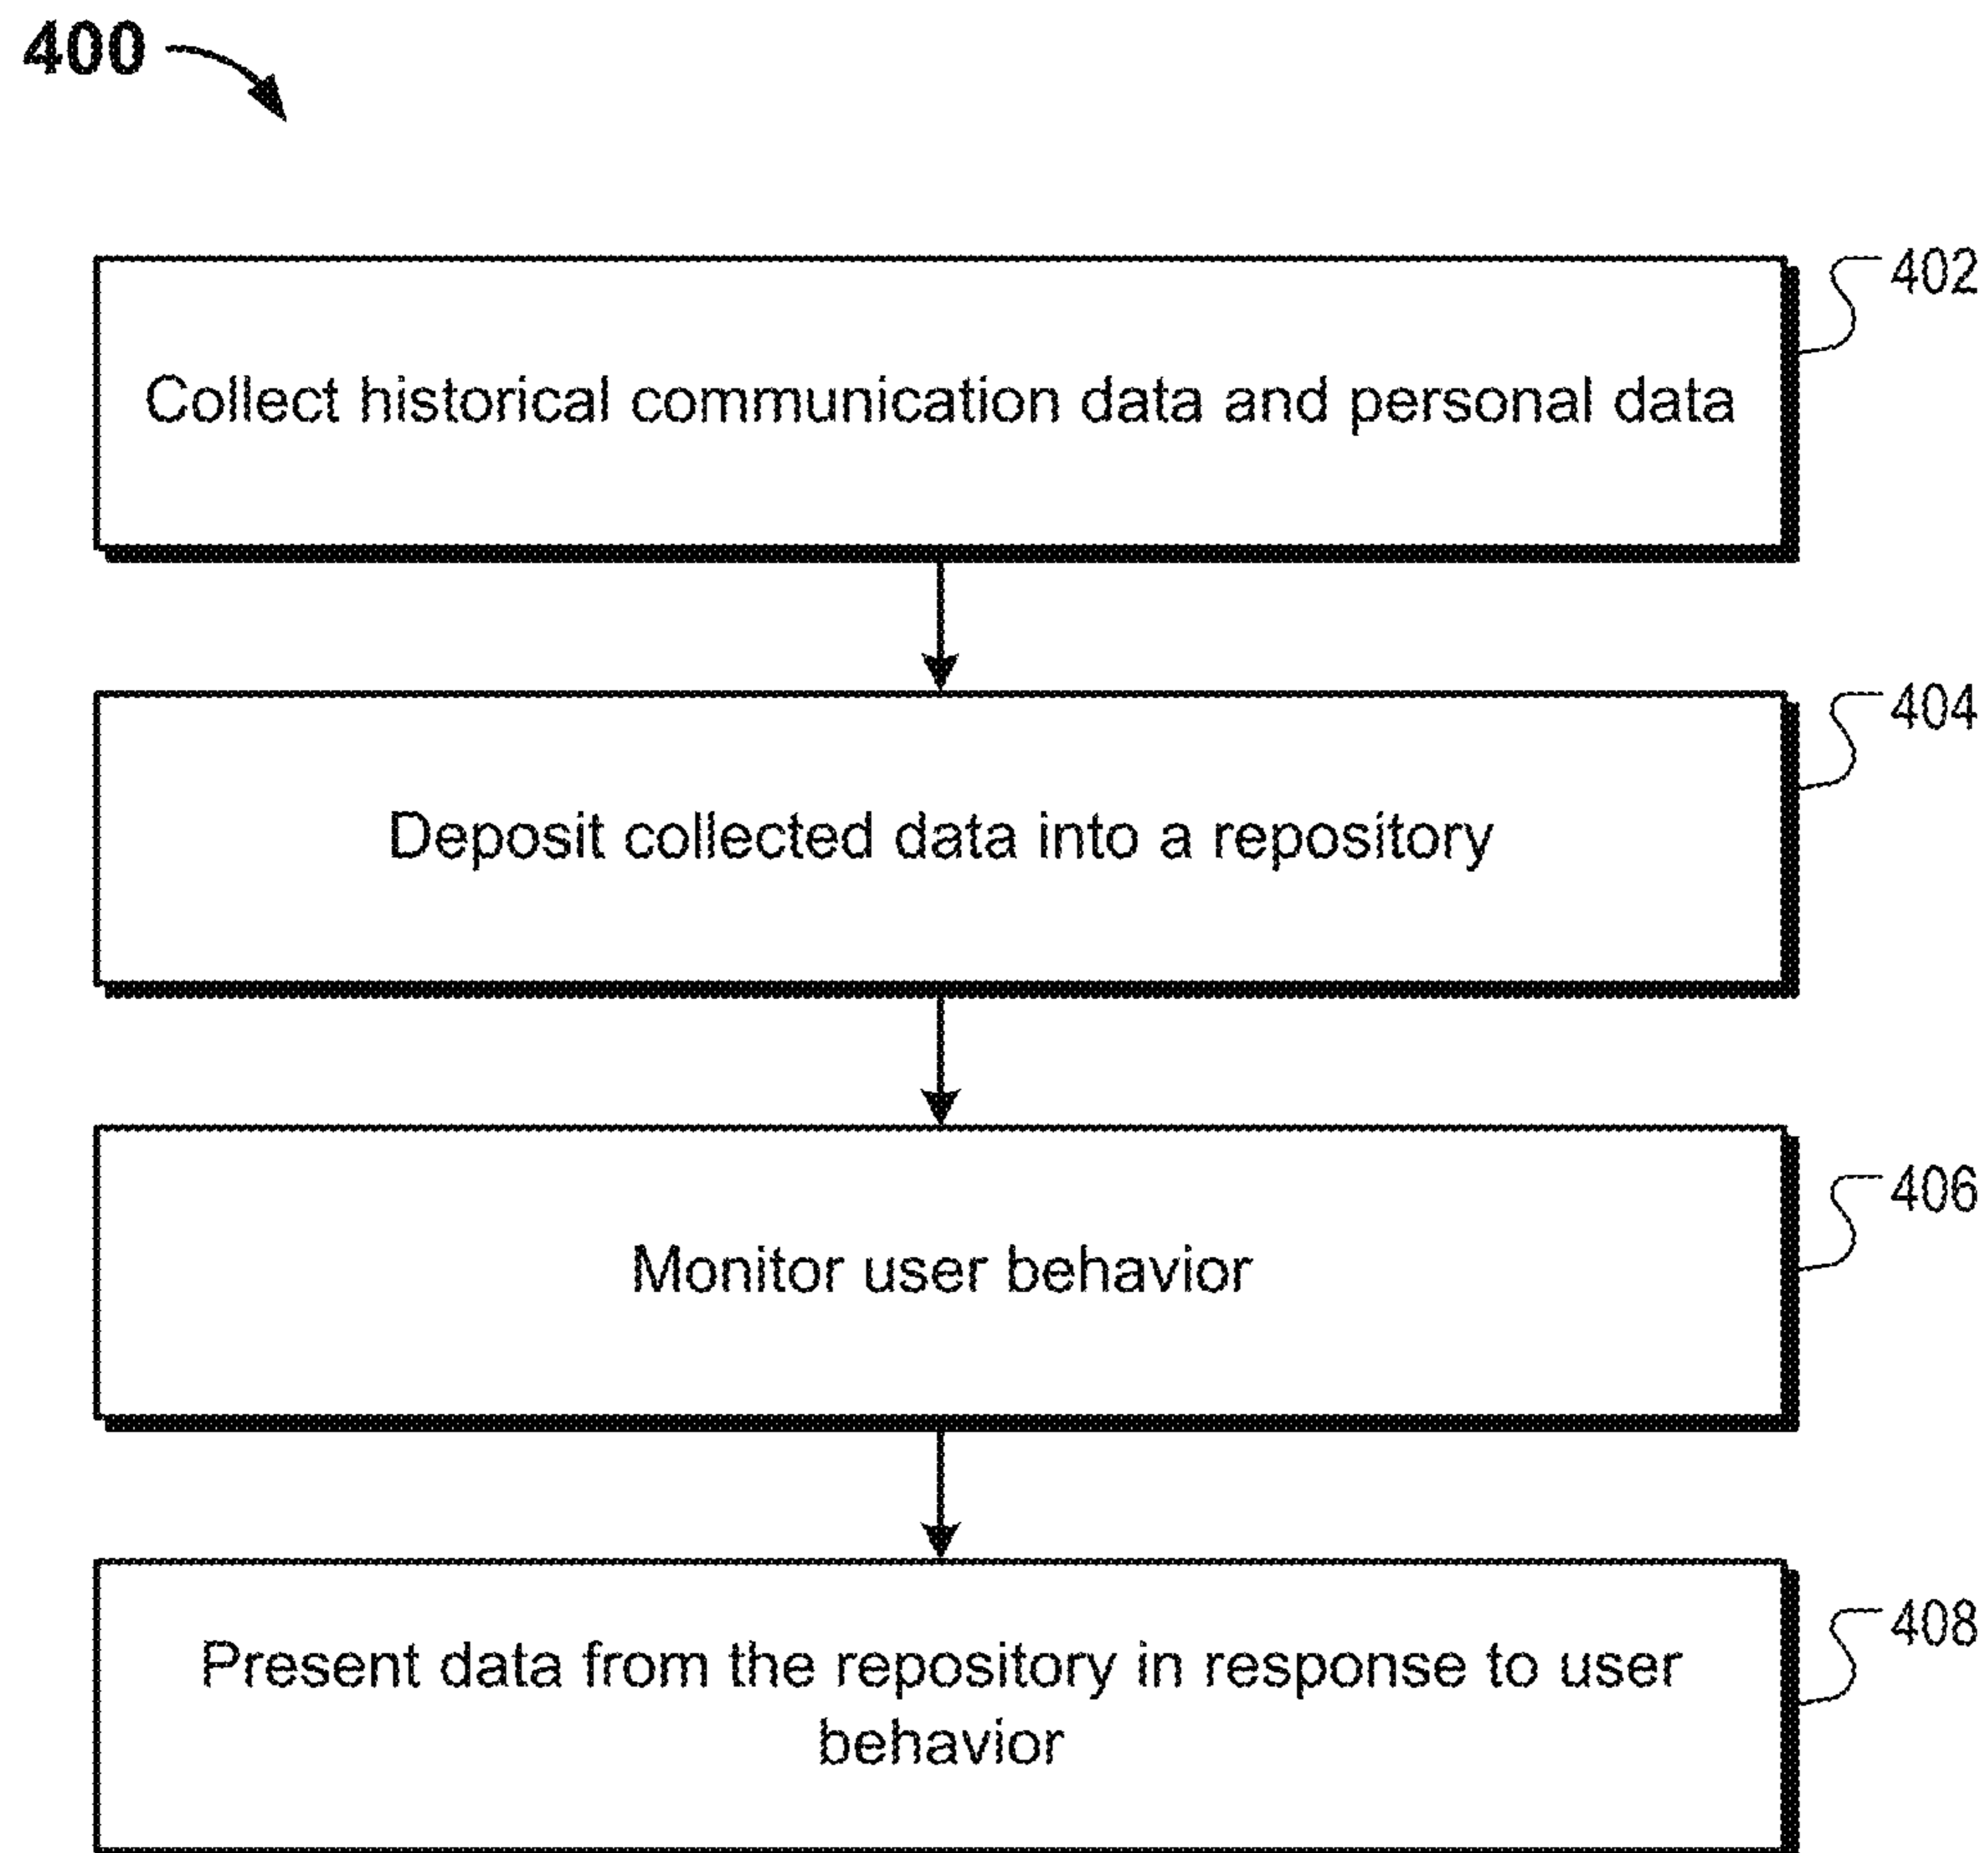 400
402
Collect historical communication data and personal data
404
Deposit collected data into a repository
406
Monitor user behavior
408
Present data from the repository in response to user
behavior